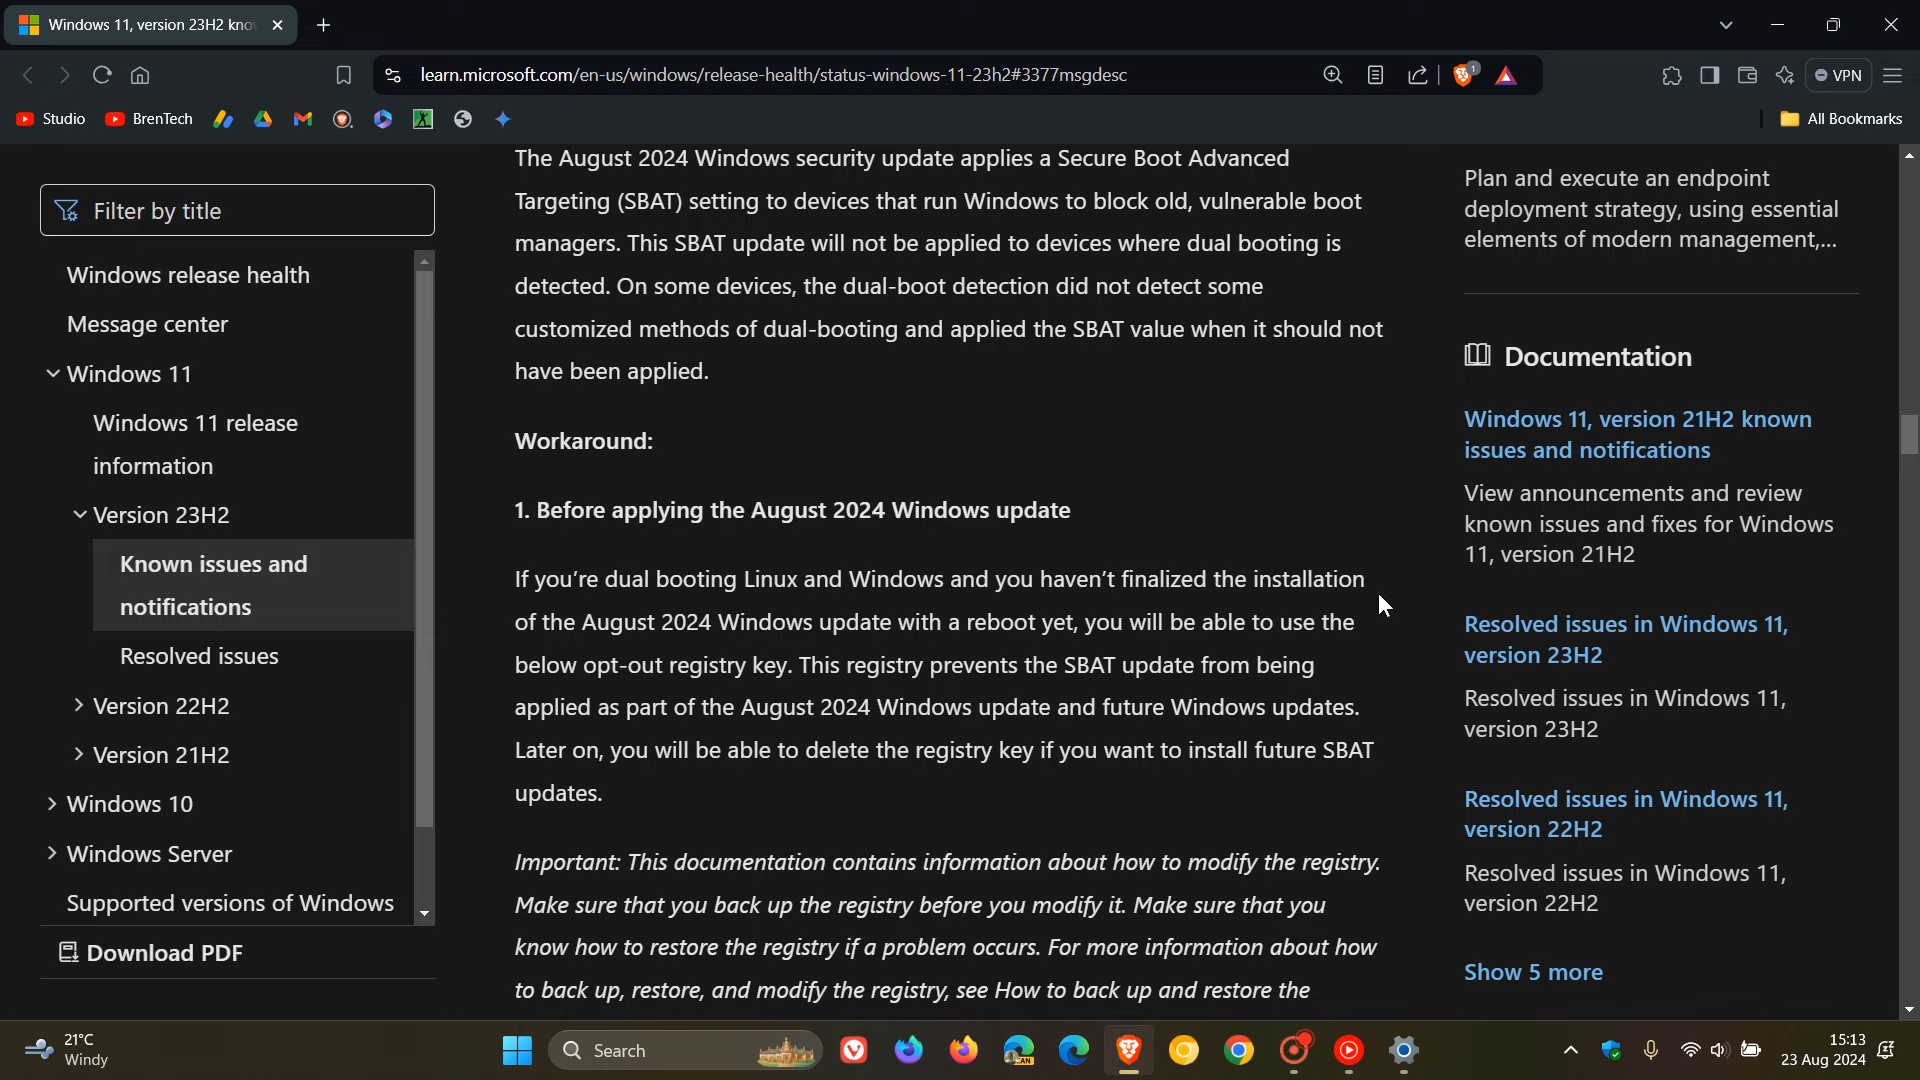 Windows 11, version 23H2 kno
learn.microsoft.com/en-us/windows/release-health/status-windows-11-23h2#3377msgdesc
1
VPN
Studio
BrenTech
All Bookmarks
Filter by title
Windows release health
Message center
Windows 11
Windows 11 release
information
Version 23H2
Known issues and
notifications
Resolved issues
Version 22H2
Version 21H2
Windows 10
Windows Server
Supported versions of Windows
Download PDF
The August 2024 Windows security update applies a Secure Boot Advanced
Targeting (SBAT) setting to devices that run Windows to block old, vulnerable boot
managers. This SBAT update will not be applied to devices where dual booting is
detected. On some devices, the dual-boot detection did not detect some
customized methods of dual-booting and applied the SBAT value when it should not
have been applied.
Workaround:
1. Before applying the August 2024 Windows update
If you’re dual booting Linux and Windows and you haven’t finalized the installation
of the August 2024 Windows update with a reboot yet, you will be able to use the
below opt-out registry key. This registry prevents the SBAT update from being
applied as part of the August 2024 Windows update and future Windows updates.
Later on, you will be able to delete the registry key if you want to install future SBAT
updates.
Important: This documentation contains information about how to modify the registry.
Make sure that you back up the registry before you modify it. Make sure that you
know how to restore the registry if a problem occurs. For more information about how
to back up, restore, and modify the registry, see How to back up and restore the
Plan and execute an endpoint
deployment strategy, using essential
elements of modern management,...
Documentation
Windows 11, version 21H2 known
issues and notifications
View announcements and review
known issues and fixes for Windows
11, version 21H2
Resolved issues in Windows 11,
version 23H2
Resolved issues in Windows 11,
version 23H2
Resolved issues in Windows 11,
version 22H2
Resolved issues in Windows 11,
version 22H2
Show 5 more
21°C
Windy
Search
CAN
15:13
23 Aug 2024